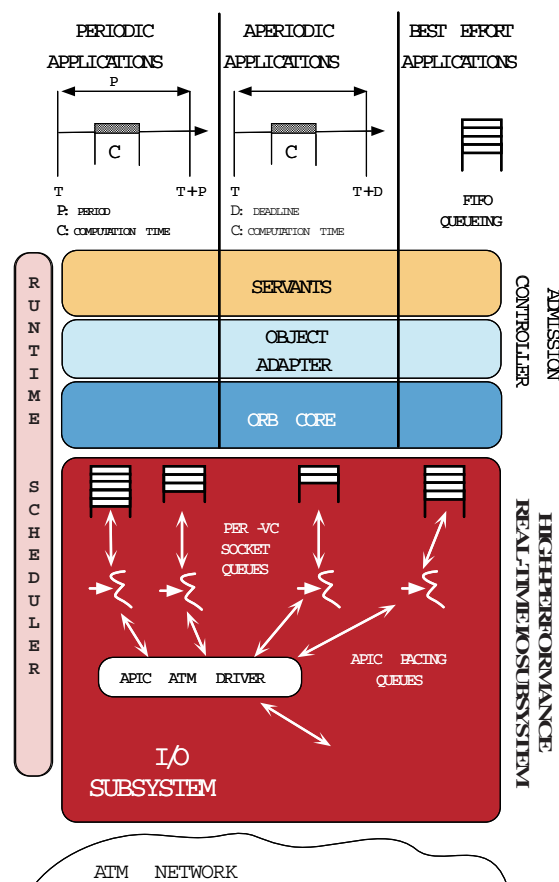 PERIODIC
APPLICATIONS
APERIODIC
APPLICATIONS
BEST EFFORT
APPLICATIONS
P
C
T
T+P
P: PERIOD
C: COMPUTATION TIME
C
T
T+D
D: DEADLINE
C: COMPUTATION TIME
FIFO
QUEUEING
RUNTIME SCHEDULER
SERVANTS
OBJECT
ADAPTER
ORB CORE
ADMISSION
CONTROLLER
PER-VC
SOCKET
QUEUES
APIC PACING
QUEUES
APIC ATM DRIVER
I/O
SUBSYSTEM
HIGH-PERFORMANCE
REAL-TIME I/O SUBSYSTEM
ATM NETWORK